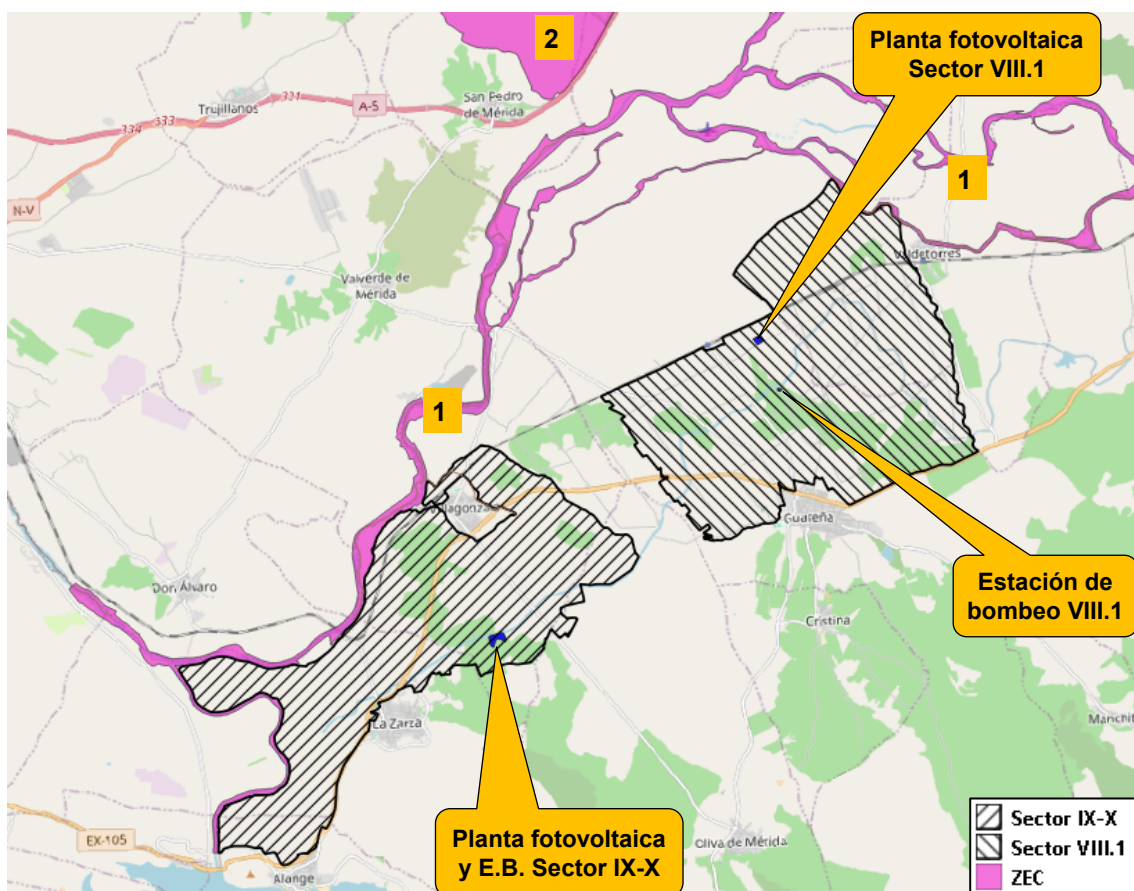 2
Planta fotovoltaica
Sector VIII.1
Trujillanos
331
A-5
San Pedro
de Mérida
333
334
1
N-V
Valdetorres
Valverde de
Mérida
1
Villagonzalo
Guareña
Don Álvaro
Estación de
bombeo VIII.1
Cristina
La Zarza
Manchit
EX-105
Planta fotovoltaica
y E.B. Sector IX-X
Oliva de Mérida
Alange
Sector IX-X
Sector VIII.1
ZEC